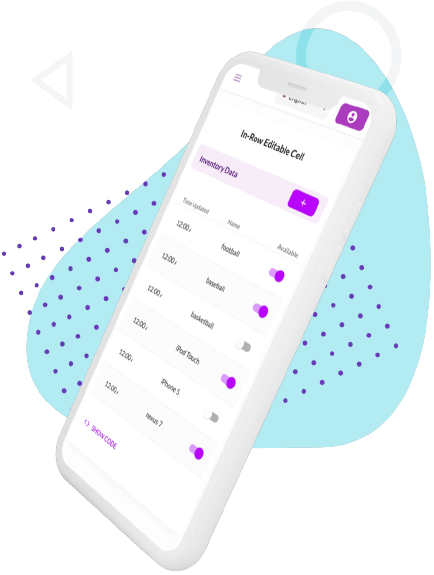 English
In-Row Editable Cell
Inventory Data
+
Time Updated Name Available
12:00 football
12:00 baseball
12:00 basketball
12:00 iPod Touch
12:00 iPhone 5
12:00 nexus 7
<> SHOW CODE